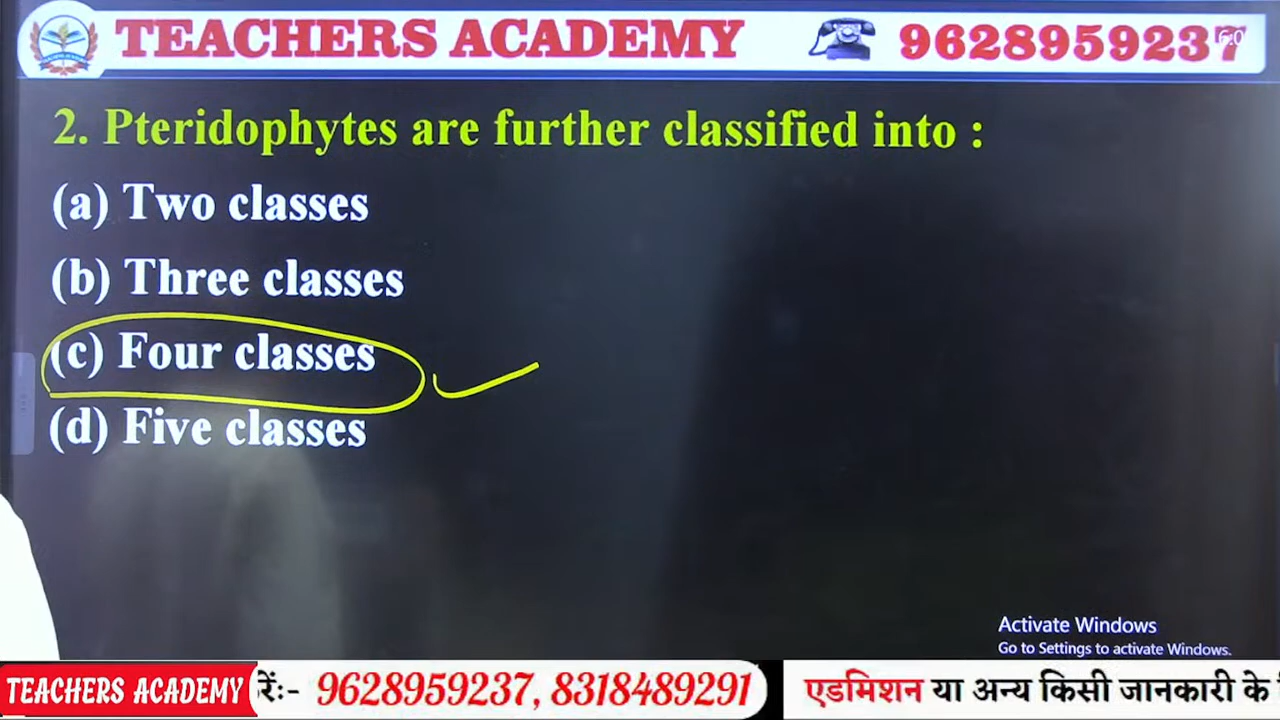 TEACHERS ACADEMY 9628959237
2. Pteridophytes are further classified into :
(a) Two classes
(b) Three classes
(c) Four classes
(d) Five classes
Activate Windows
Go to Settings to activate Windows.
TEACHERS ACADEMY रें:- 9628959237, 8318489291 एडमिशन या अन्य किसी जानकारी के